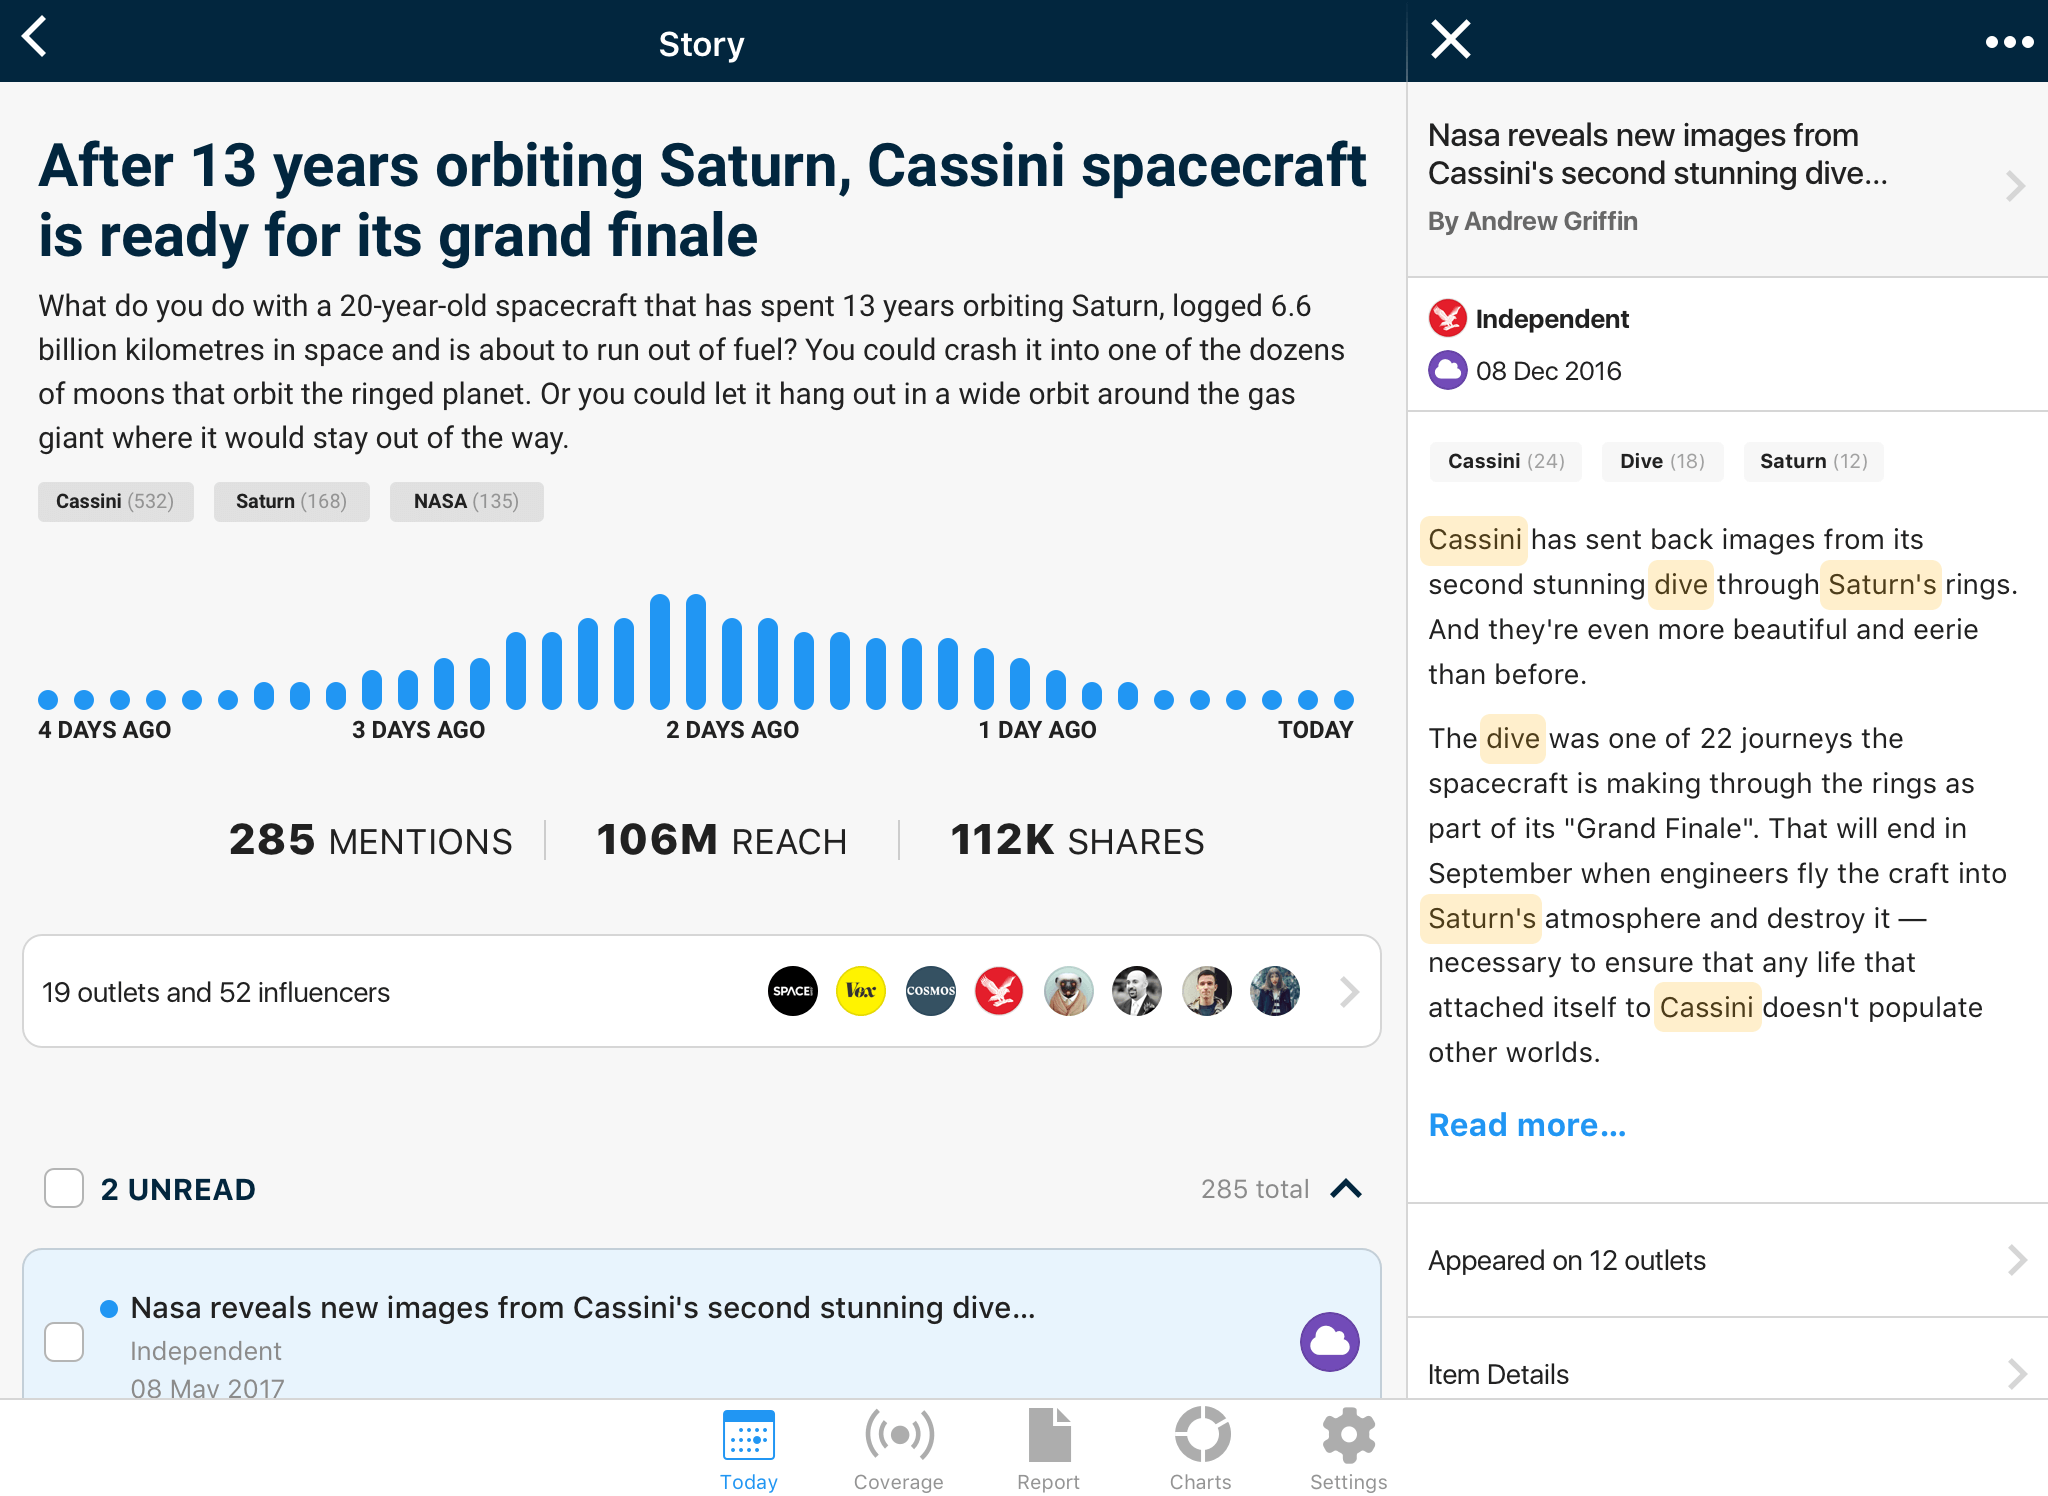 Story
After 13 years orbiting Saturn, Cassini spacecraft
is ready for its grand finale
What do you do with a 20-year-old spacecraft that has spent 13 years orbiting Saturn, logged 6.6
billion kilometres in space and is about to run out of fuel? You could crash it into one of the dozens
of moons that orbit the ringed planet. Or you could let it hang out in a wide orbit around the gas
giant where it would stay out of the way.
Cassini (532) Saturn (168) NASA (135)
4 DAYS AGO 3 DAYS AGO 2 DAYS AGO 1 DAY AGO TODAY
285 MENTIONS 106M REACH 112K SHARES
19 outlets and 52 influencers SPACE Vox COSMOS
2 UNREAD 285 total
Nasa reveals new images from Cassini's second stunning dive...
Independent
08 May 2017
Nasa reveals new images from
Cassini's second stunning dive...
By Andrew Griffin
Independent
08 Dec 2016
Cassini (24) Dive (18) Saturn (12)
Cassini has sent back images from its
second stunning dive through Saturn's rings.
And they're even more beautiful and eerie
than before.
The dive was one of 22 journeys the
spacecraft is making through the rings as
part of its "Grand Finale". That will end in
September when engineers fly the craft into
Saturn's atmosphere and destroy it —
necessary to ensure that any life that
attached itself to Cassini doesn't populate
other worlds.
Read more...
Appeared on 12 outlets
Item Details
Today Coverage Report Charts Settings